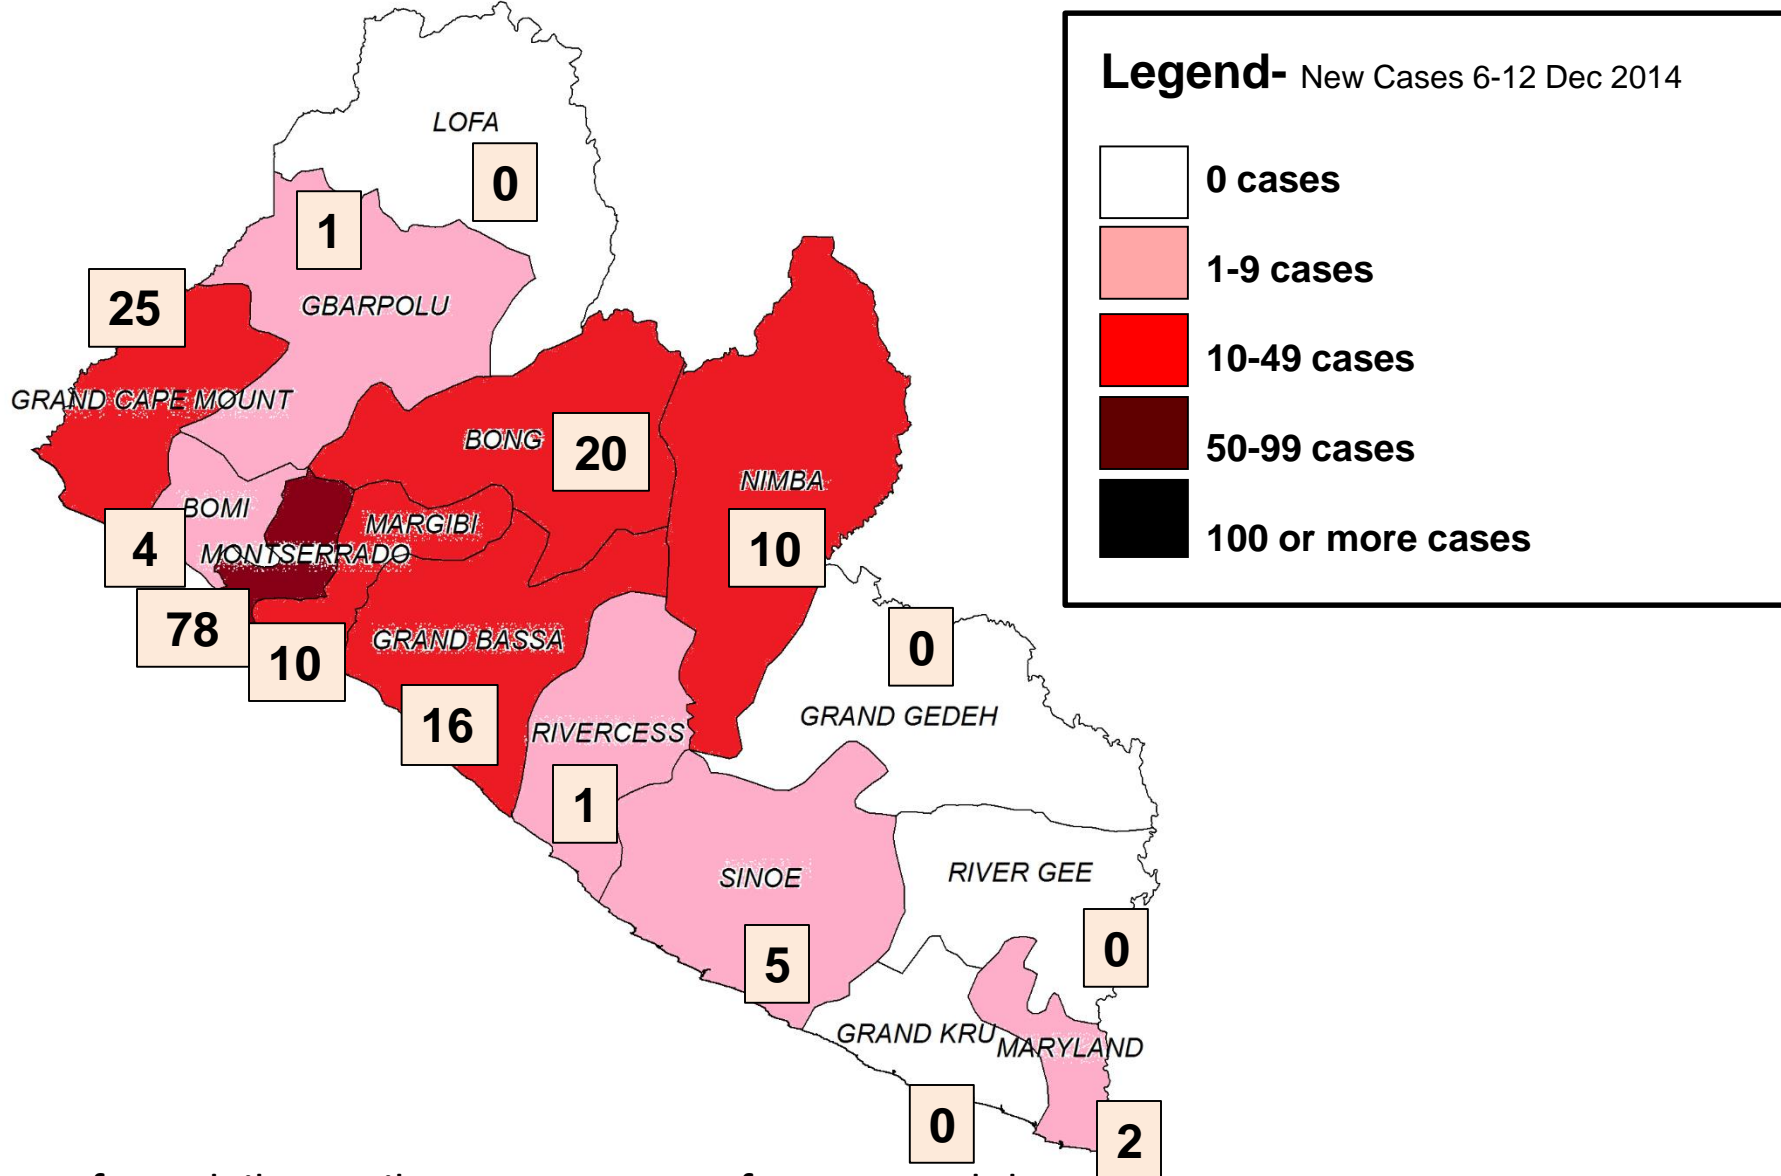 Legend- New Cases 6-12 Dec 2014
0 cases
1-9 cases
10-49 cases
50-99 cases
100 or more cases
LOFA
0
1
GBARPOLU
25
GRAND CAPE MOUNT
BONG
20
NIMBA
10
BOMI
4
MARGIBI
MONTSERRADO
78
10
GRAND BASSA
16
RIVERCESS
1
0
GRAND GEDEH
SINOE
5
RIVER GEE
0
GRAND KRU
0
MARYLAND
2